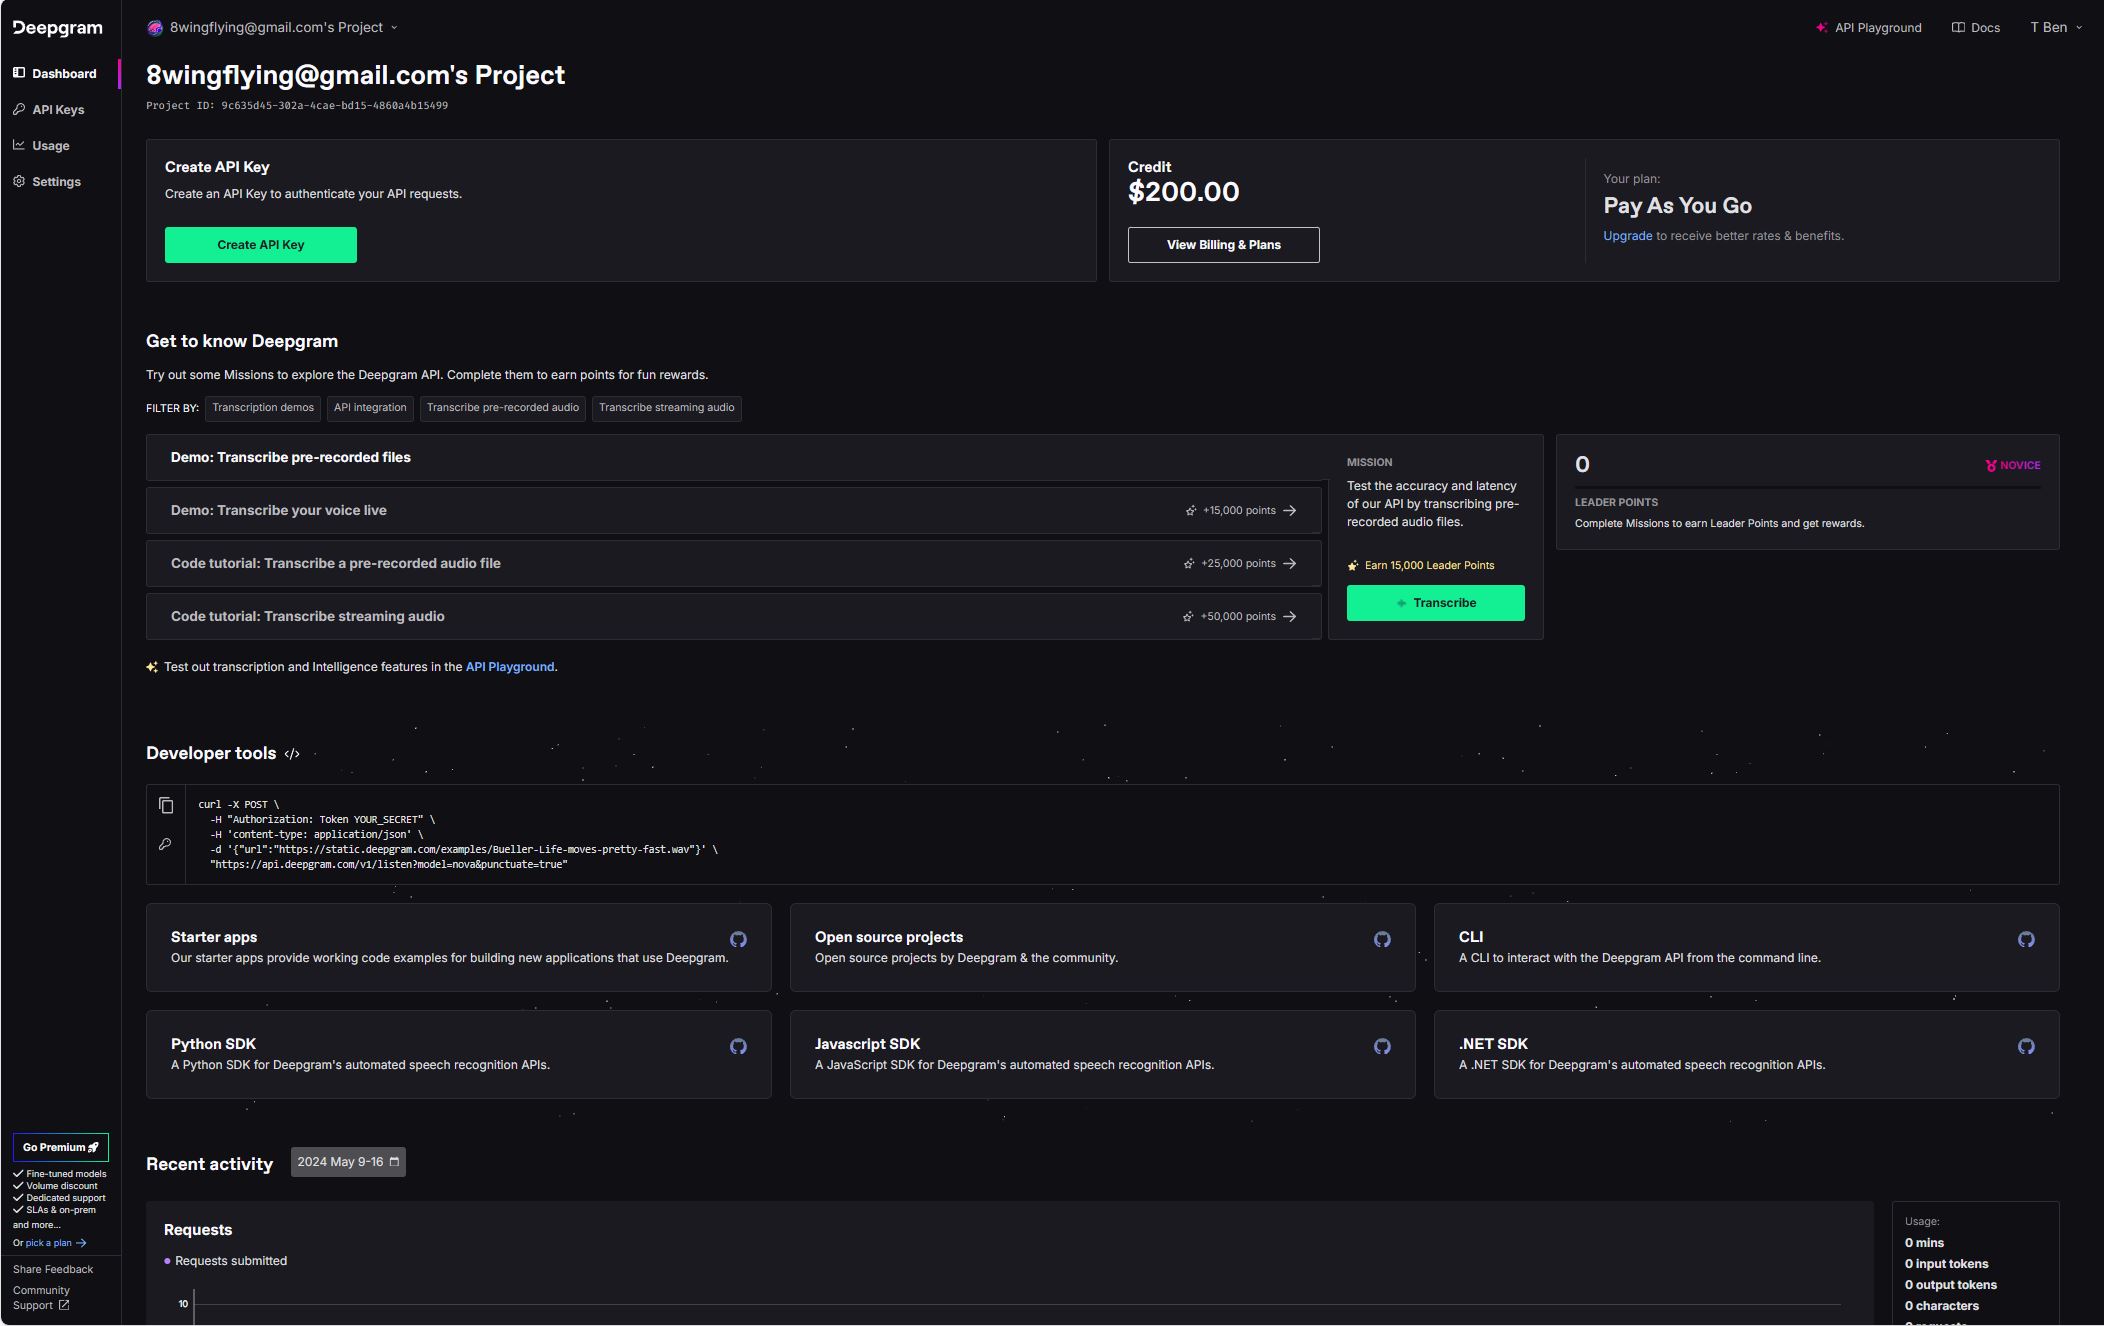 Deepgram
Dashboard
API Keys
Usage
Settings
8wingflying@gmail.com's Project
API Playground
Docs
T Ben
8wingflying@gmail.com's Project
Project ID: 9c635d45-302a-4cae-bd15-4860a4b15499
Create API Key
Create an API Key to authenticate your API requests.
Create API Key
Credit
$200.00
View Billing & Plans
Your plan:
Pay As You Go
Upgrade to receive better rates & benefits.
Get to know Deepgram
Try out some Missions to explore the Deepgram API. Complete them to earn points for fun rewards.
FILTER BY: Transcription demos API integration Transcribe pre-recorded audio Transcribe streaming audio
Demo: Transcribe pre-recorded files
Demo: Transcribe your voice live +15,000 points →
Code tutorial: Transcribe a pre-recorded audio file +25,000 points →
Code tutorial: Transcribe streaming audio +50,000 points →
MISSION
Test the accuracy and latency
of our API by transcribing pre-
recorded audio files.
Earn 15,000 Leader Points
Transcribe
0 NOVICE
LEADER POINTS
Complete Missions to earn Leader Points and get rewards.
Test out transcription and Intelligence features in the API Playground.
Developer tools </>
curl -X POST \
-H "Authorization: Token YOUR_SECRET" \
-H 'content-type: application/json' \
-d '{"url":"https://static.deepgram.com/examples/Bueller-Life-moves-pretty-fast.wav"}' \
"https://api.deepgram.com/v1/listen?model=nova&punctuate=true"
Starter apps
Our starter apps provide working code examples for building new applications that use Deepgram.
Open source projects
Open source projects by Deepgram & the community.
CLI
A CLI to interact with the Deepgram API from the command line.
Python SDK
A Python SDK for Deepgram's automated speech recognition APIs.
Javascript SDK
A JavaScript SDK for Deepgram's automated speech recognition APIs.
.NET SDK
A .NET SDK for Deepgram's automated speech recognition APIs.
Recent activity 2024 May 9-16
Requests
Requests submitted
10
Usage:
0 mins
0 input tokens
0 output tokens
0 characters
Go Premium
✓ Fine-tuned models
✓ Volume discount
✓ Dedicated support
✓ SLAs & on-prem
and more...
Or pick a plan →
Share Feedback
Community
Support